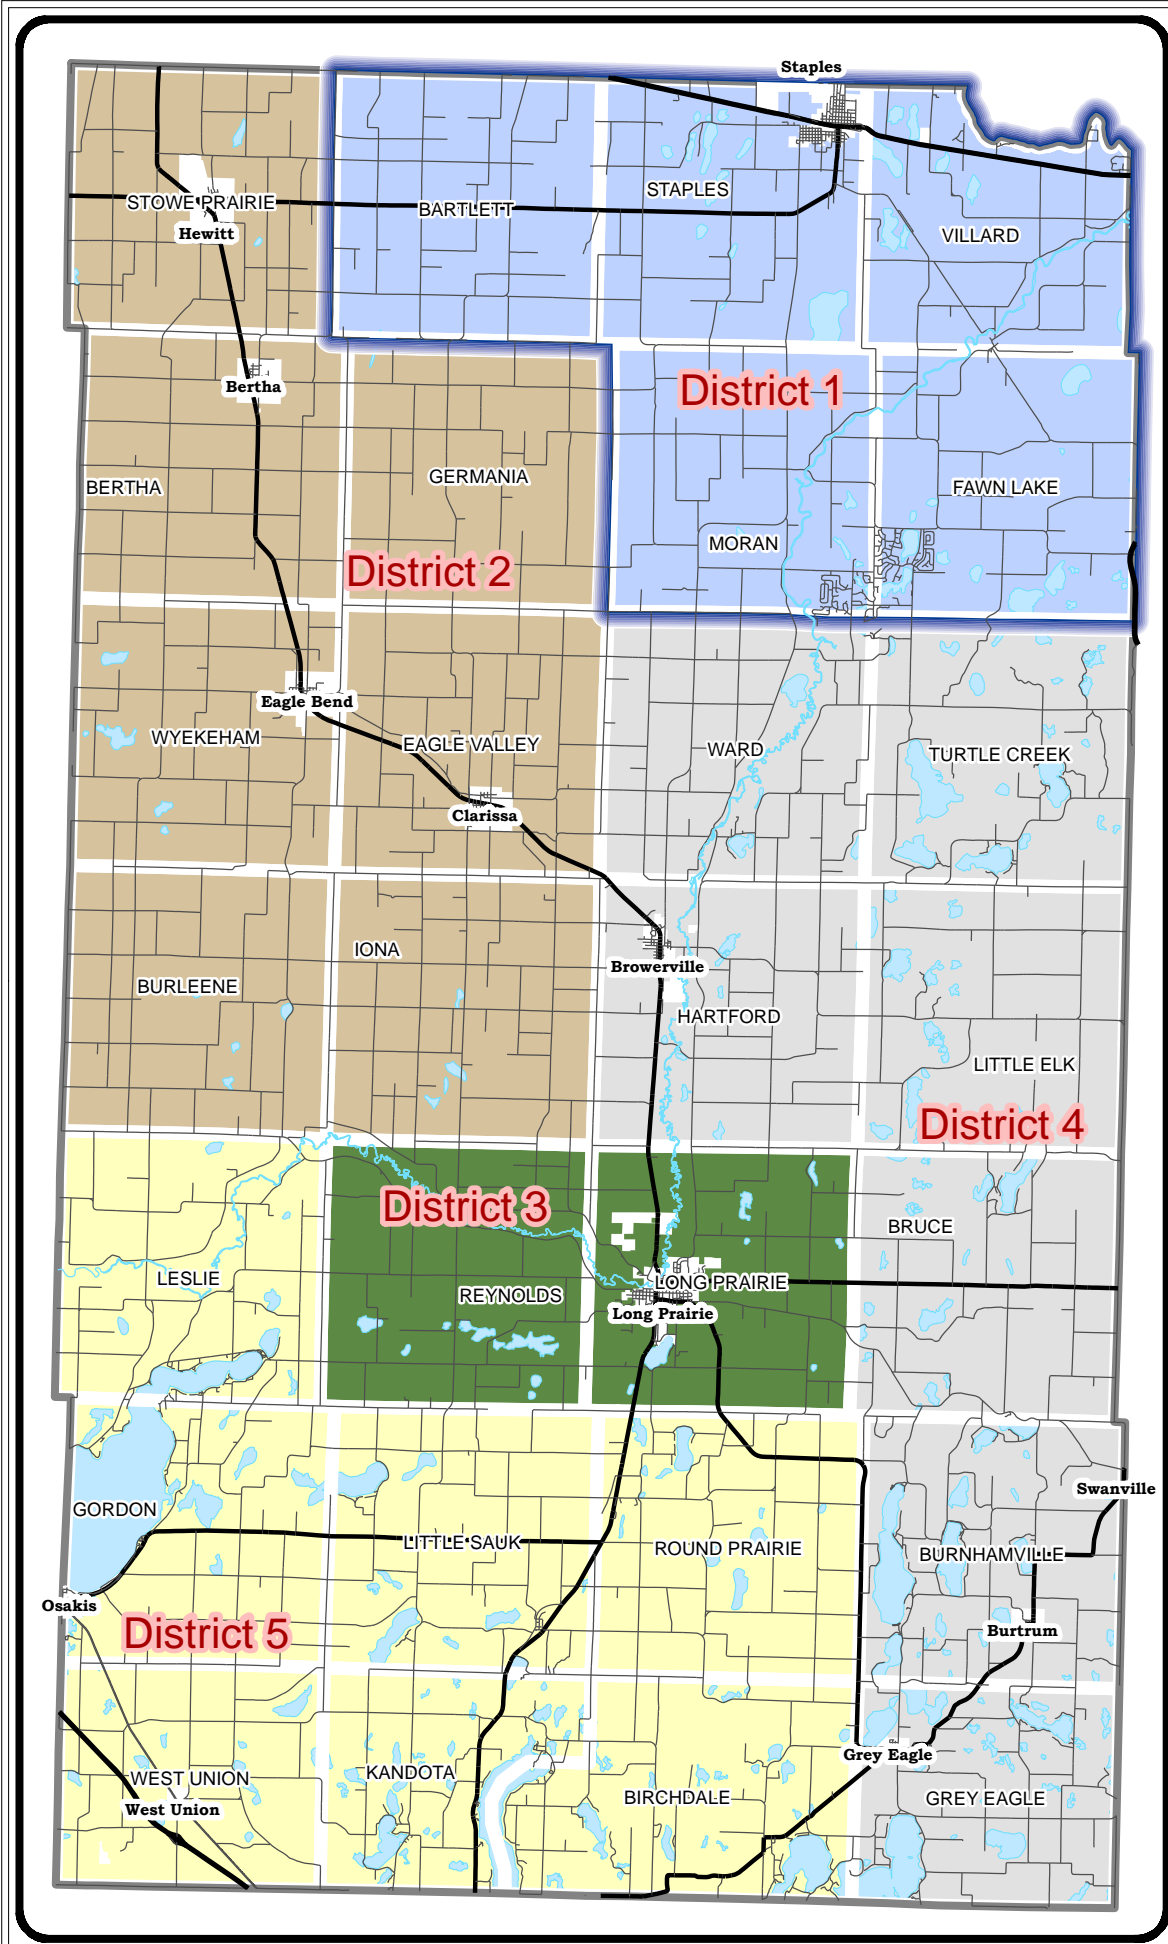 Staples
STAPLES
STOWE PRAIRIE
BARTLETT
Hewitt
VILLARD
Bertha
District 1
GERMANIA
BERTHA
FAWN LAKE
MORAN
District 2
Eagle Bend
WYEKEHAM
EAGLE VALLEY
WARD
TURTLE CREEK
Clarissa
IONA
Browerville
BURLEENE
HARTFORD
LITTLE ELK
District 4
District 3
BRUCE
LESLIE
LONG PRAIRIE
REYNOLDS
Long Prairie
Swanville
GORDON
LITTLE SAUK
ROUND PRAIRIE
BURNHAMVILLE
Osakis
District 5
Burtrum
Grey Eagle
KANDOTA
WEST UNION
BIRCHDALE
GREY EAGLE
West Union